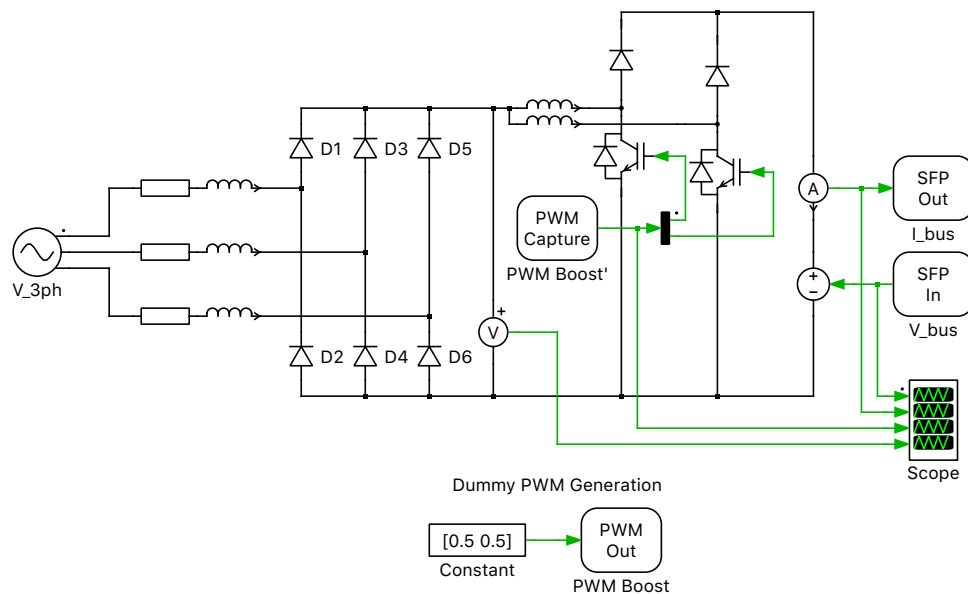 D1
D3
D5
SFP
Out
I_bus
A
PWM
Capture
PWM Boost'
V_3ph
SFP
In
V_bus
+
−
+
V
D2
D4
D6
Scope
Dummy PWM Generation
[0.5 0.5]
Constant
PWM
Out
PWM Boost